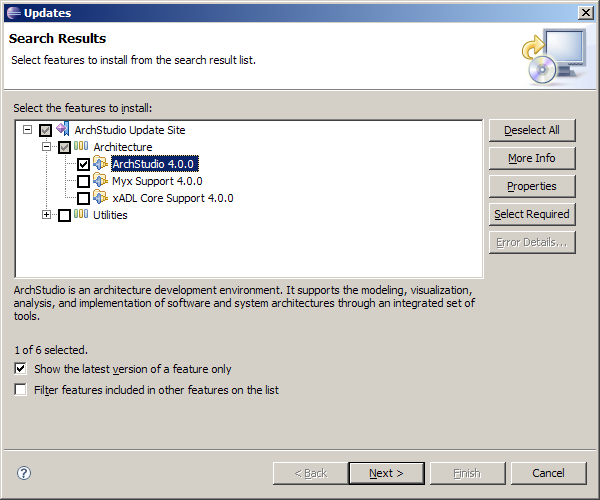 Updates
Search Results
Select features to install from the search result list.
Select the features to install:
ArchStudio Update Site
Architecture
ArchStudio 4.0.0
Myx Support 4.0.0
xADL Core Support 4.0.0
Utilities
Deselect All
More Info
Properties
Select Required
Error Details...
ArchStudio is an architecture development environment. It supports the modeling, visualization,
analysis, and implementation of software and system architectures through an integrated set of
tools.
1 of 6 selected.
Show the latest version of a feature only
Filter features included in other features on the list
?
< Back
Next >
Finish
Cancel